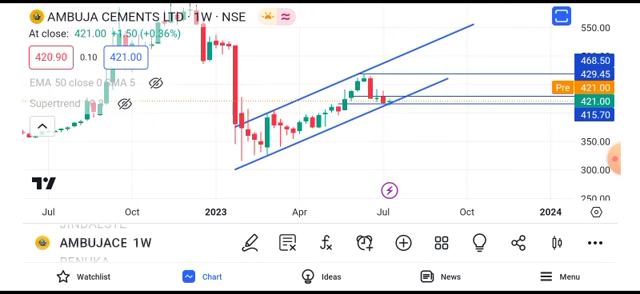 AMBUJA CEMENTS LTD · 1W · NSE
At close: 421.00 +1.50 (+0.36%)
420.90 0.10 421.00
EMA 50 close 0 SMA 5
Supertrend
550.00
468.50
429.45
Pre 421.00
421.00
415.70
350.00
300.00
250.00
Jul Oct 2023 Apr Jul Oct 2024
JINDALSTE
AMBUJACE 1W
RENUKA
Watchlist Chart Ideas News Menu